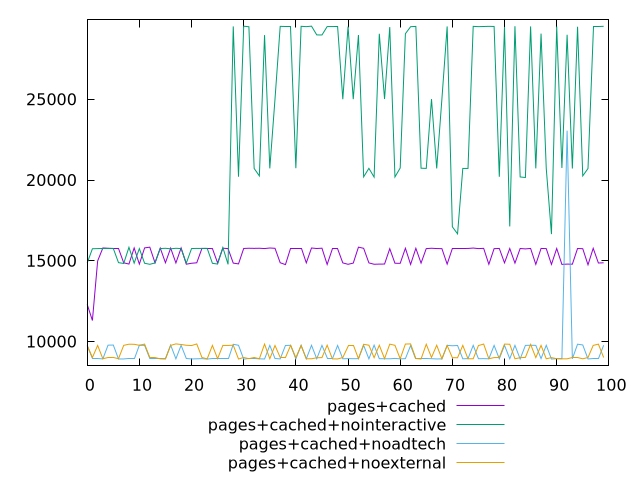 25000
20000
15000
10000
0 10 20 30 40 50 60 70 80 90 100
pages+cached
pages+cached+nointeractive
pages+cached+noadtech
pages+cached+noexternal